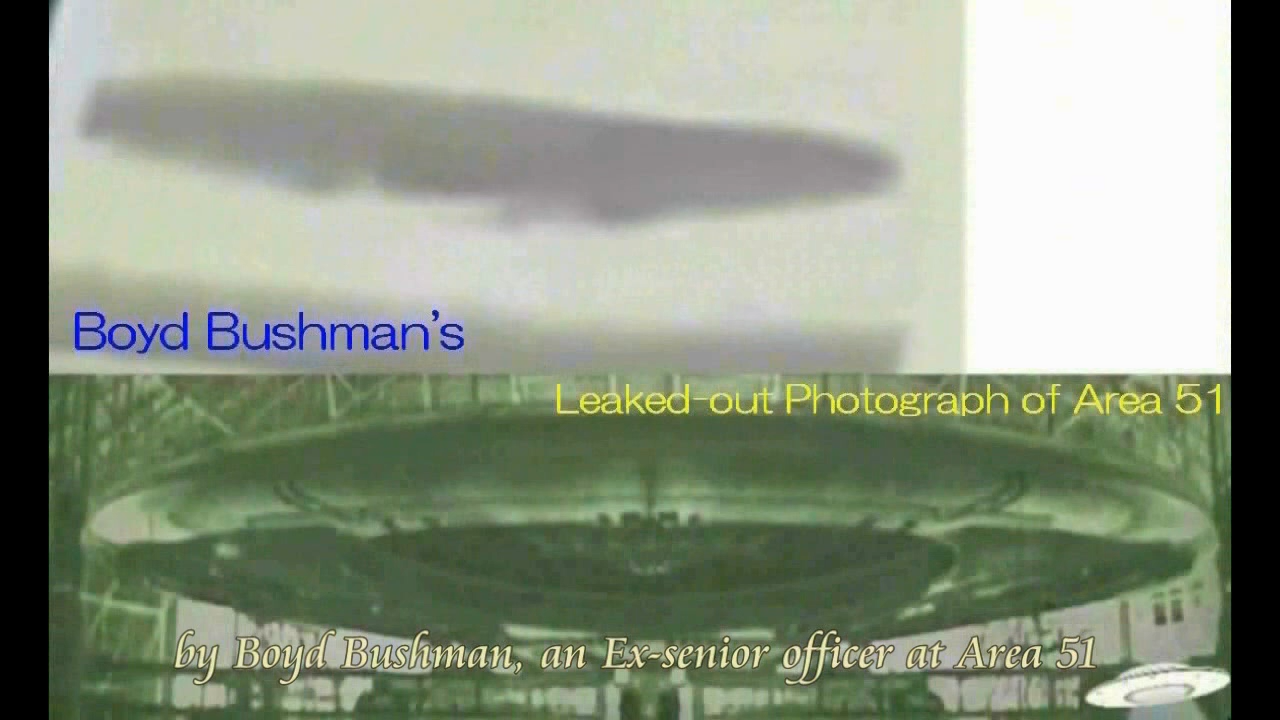 Boyd Bushman's
Leaked-out Photograph of Area 51
by Boyd Bushman, an Ex-senior officer at Area 51